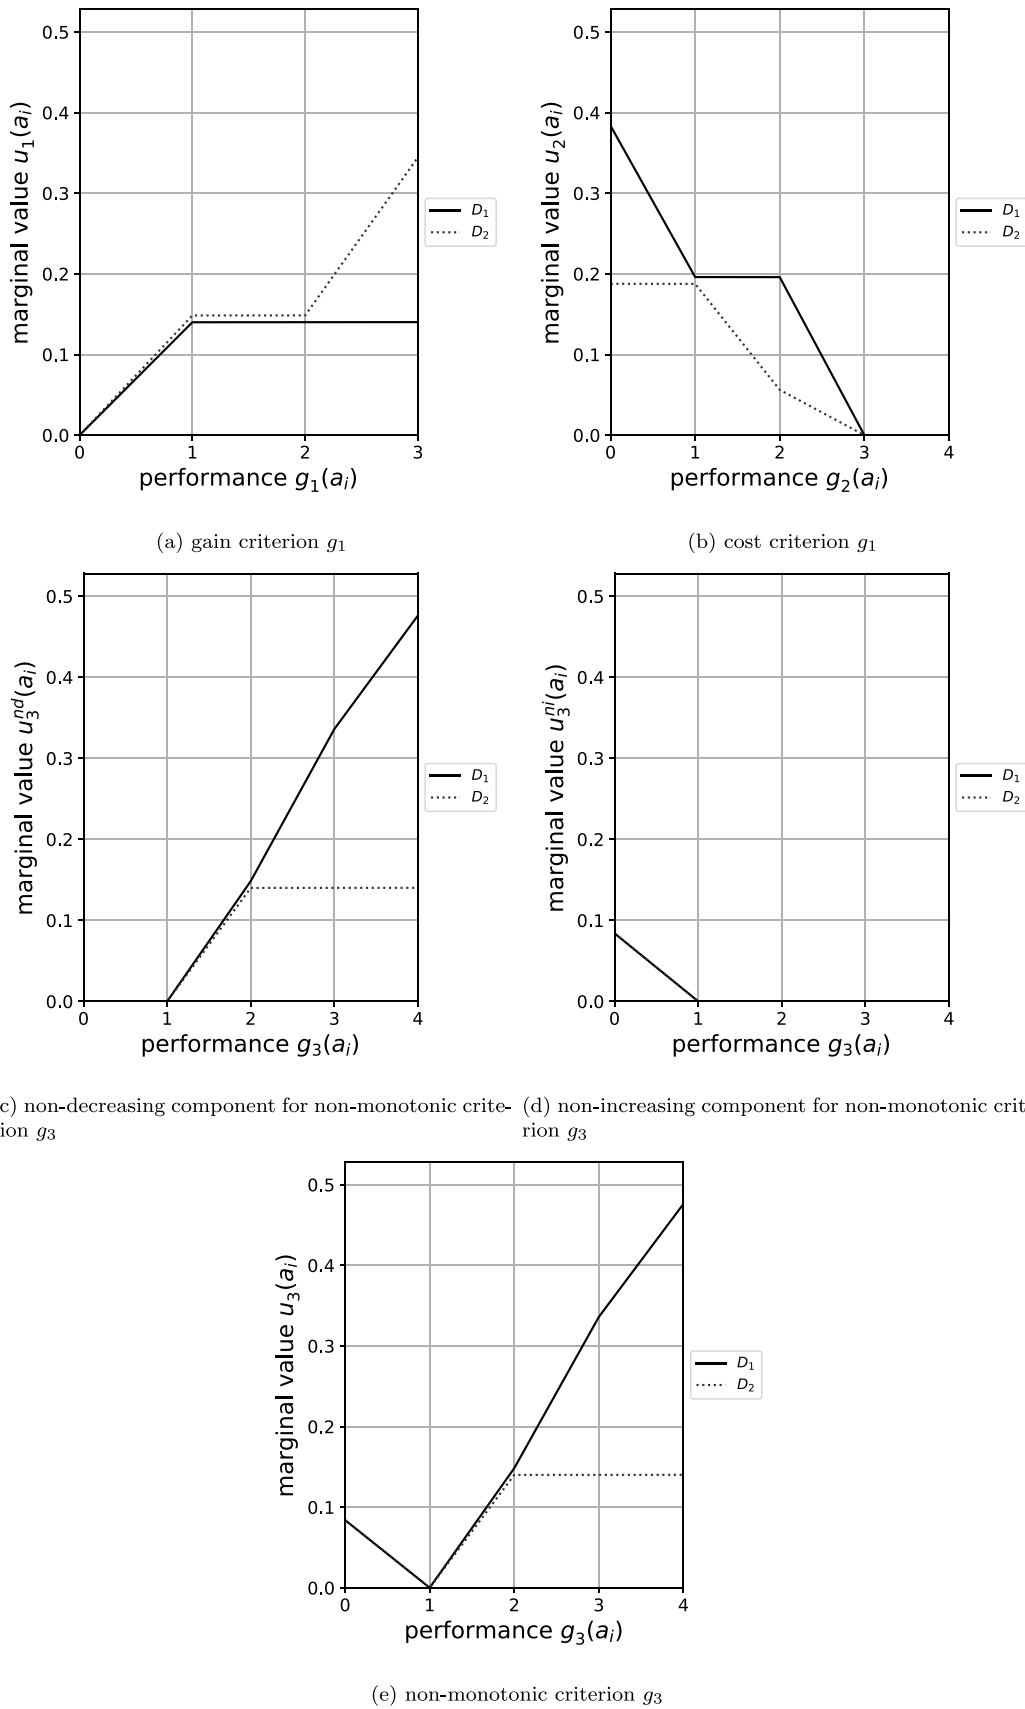 0.5
0.4
0.3
0.2
0.1
0.0
marginal value u₁(aᵢ)
0 1 2 3
performance g₁(aᵢ)
D₁
D₂
(a) gain criterion g₁
0.5
0.4
0.3
0.2
0.1
0.0
marginal value u₂(aᵢ)
0 1 2 3 4
performance g₂(aᵢ)
D₁
D₂
(b) cost criterion g₁
0.5
0.4
0.3
0.2
0.1
0.0
marginal value u₃ⁿᵈ(aᵢ)
0 1 2 3 4
performance g₃(aᵢ)
D₁
D₂
c) non-decreasing component for non-monotonic crite-
ion g₃
0.5
0.4
0.3
0.2
0.1
0.0
marginal value u₃ⁿⁱ(aᵢ)
0 1 2 3 4
performance g₃(aᵢ)
D₁
D₂
(d) non-increasing component for non-monotonic crit
rion g₃
0.5
0.4
0.3
0.2
0.1
0.0
marginal value u₃(aᵢ)
0 1 2 3 4
performance g₃(aᵢ)
D₁
D₂
(e) non-monotonic criterion g₃